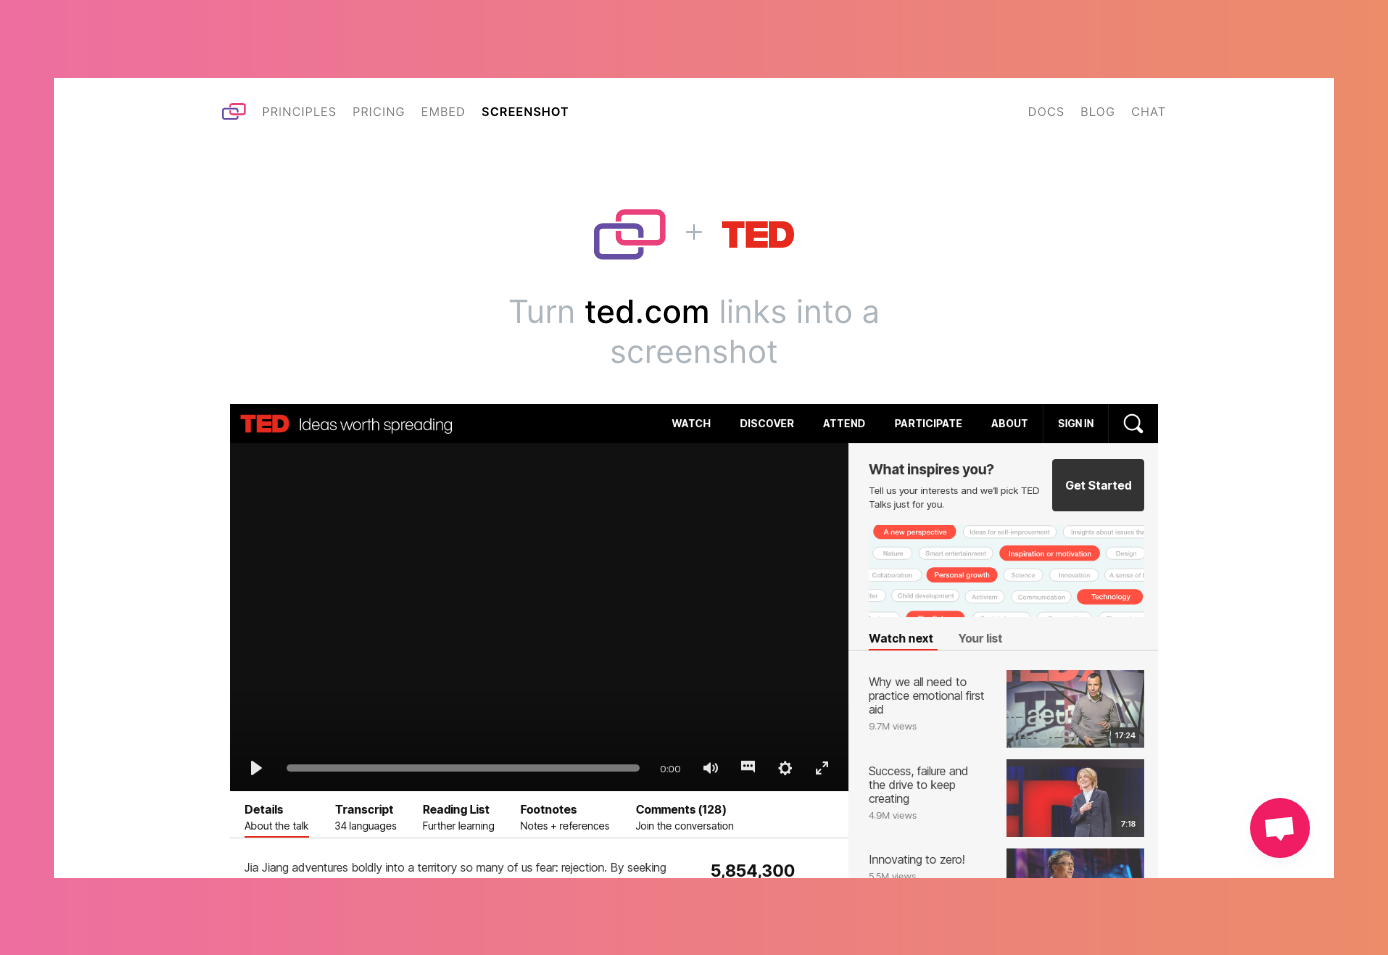 PRINCIPLES PRICING EMBED SCREENSHOT DOCS BLOG CHAT
+ TED
Turn ted.com links into a
screenshot
TED Ideas worth spreading WATCH DISCOVER ATTEND PARTICIPATE ABOUT SIGN IN
What inspires you?
Tell us your interests and we'll pick TED
Talks just for you.
Get Started
A new perspective Ideas for self-improvement Insights about issues tha
Nature Smart entertainment Inspiration or motivation Design
Collaboration Personal growth Science Innovation A sense of
Child development Activism Communication Technology
Watch next Your list
Why we all need to
practice emotional first
aid
9.7M views
17:24
Success, failure and
the drive to keep
creating
4.9M views
7:18
Innovating to zero!
5.5M views
0:00
Details Transcript Reading List Footnotes Comments (128)
About the talk 34 languages Further learning Notes + references Join the conversation
Jia Jiang adventures boldly into a territory so many of us fear: rejection. By seeking 5,854,300